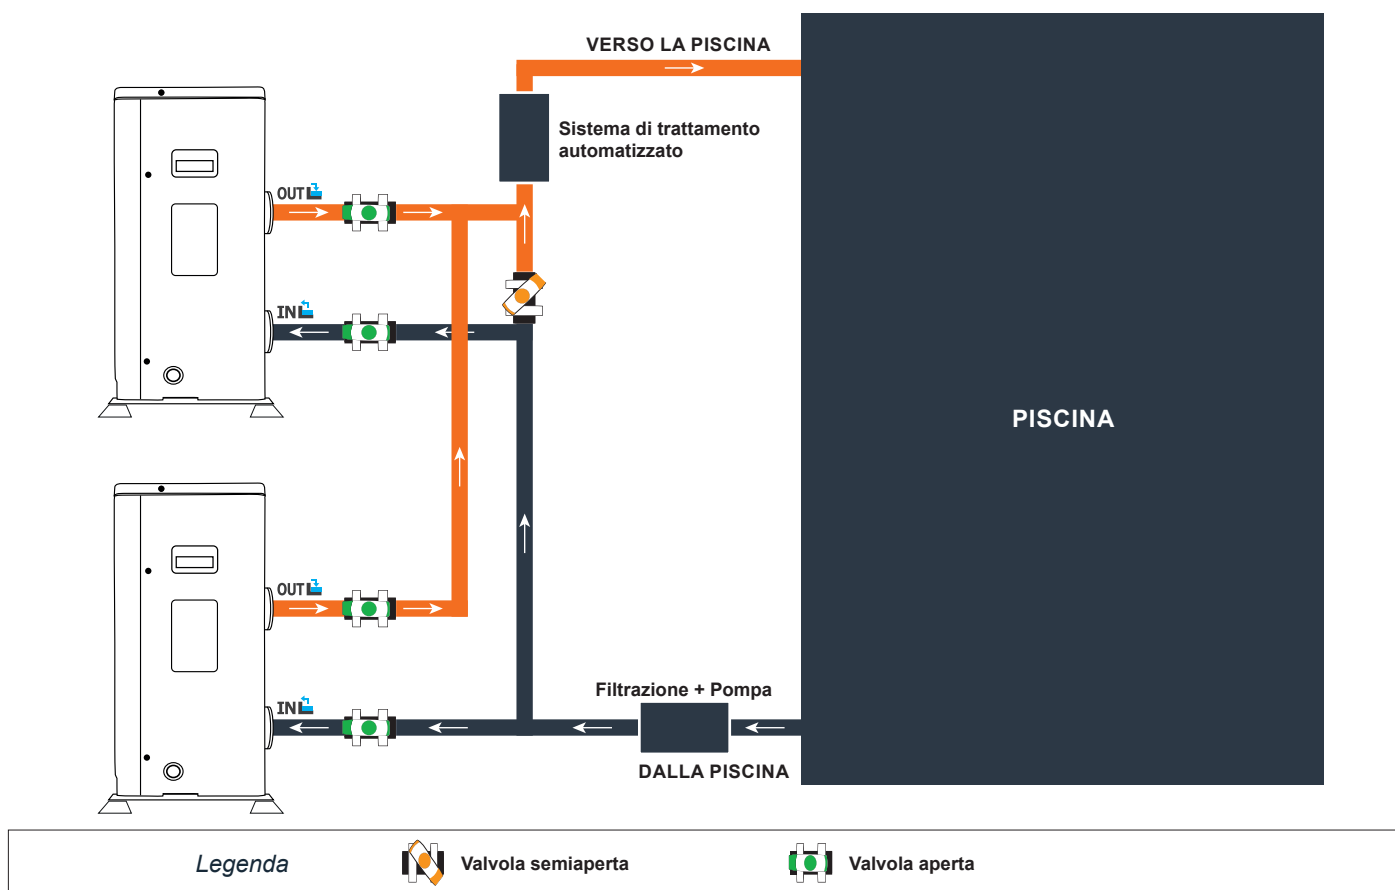 VERSO LA PISCINA
Sistema di trattamento
automatizzato
OUT
IN
PISCINA
OUT
IN
Filtrazione + Pompa
DALLA PISCINA
Legenda
Valvola semiaperta
Valvola aperta